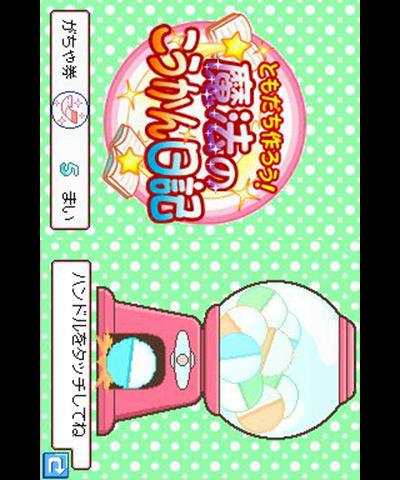 ともだち作ろう!
魔法の
こうかん日記
がちゃ券 5 まい
ハンドルをタッチしてね